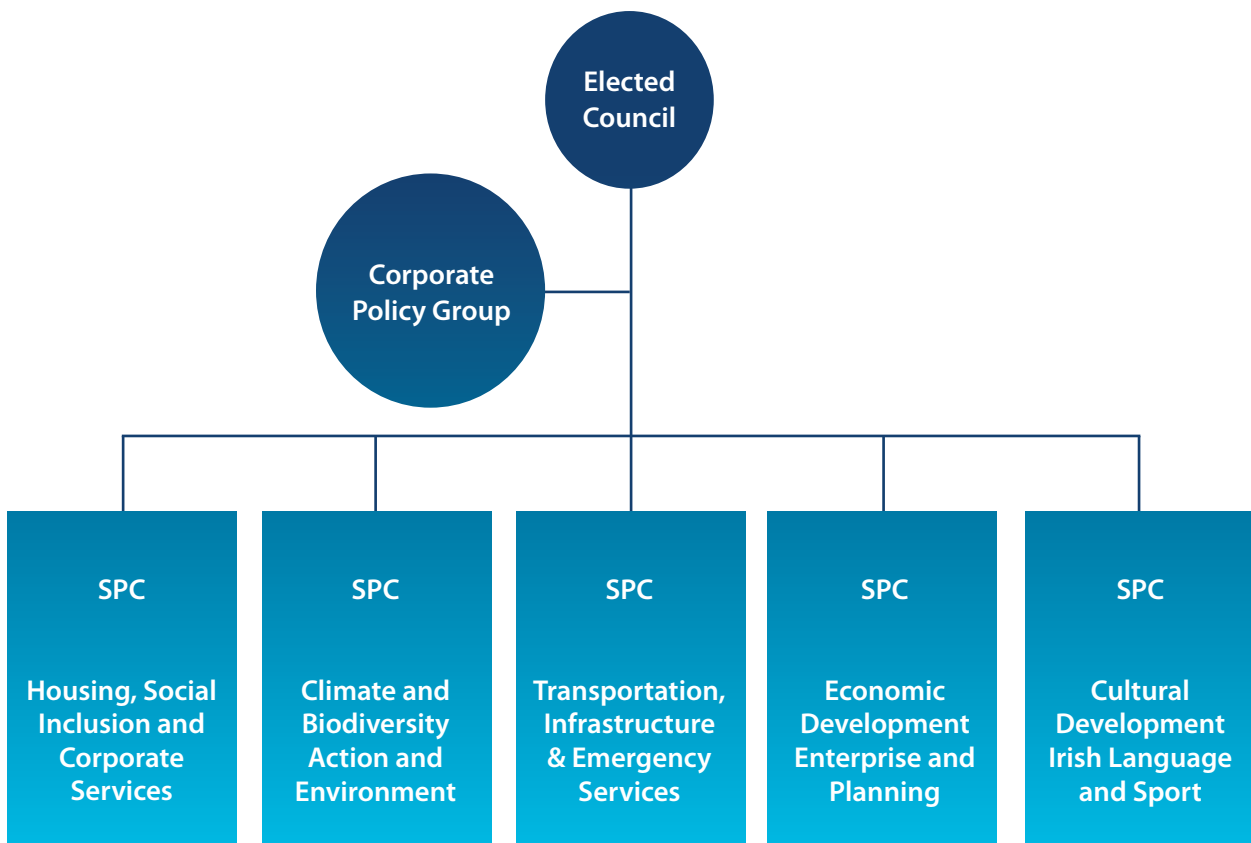 Elected
Council
Corporate
Policy Group
SPC
Housing, Social
Inclusion and
Corporate
Services
SPC
Climate and
Biodiversity
Action and
Environment
SPC
Transportation,
Infrastructure
& Emergency
Services
SPC
Economic
Development
Enterprise and
Planning
SPC
Cultural
Development
Irish Language
and Sport